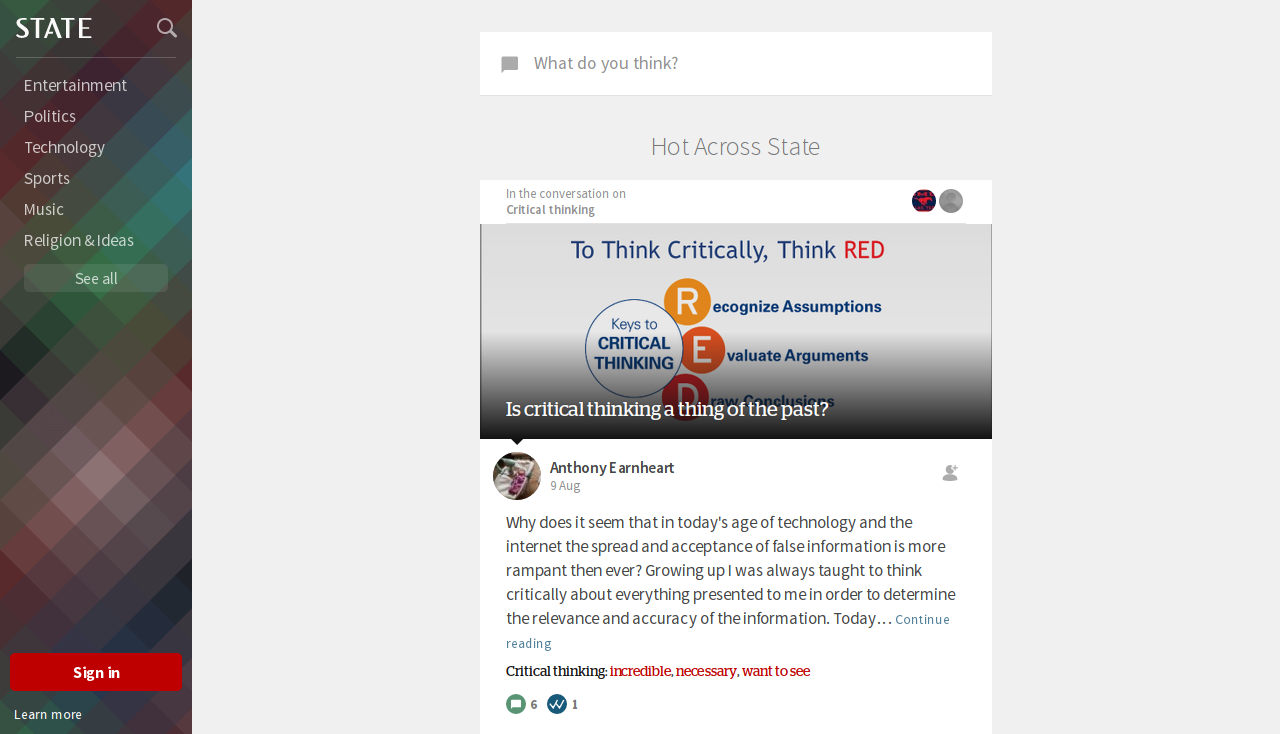 STATE
Entertainment
Politics
Technology
Sports
Music
Religion & Ideas
See all
Sign in
Learn more
What do you think?
Hot Across State
In the conversation on
Critical thinking
To Think Critically, Think RED
Keys to
CRITICAL
THINKING
R ecognize Assumptions
E valuate Arguments
D raw Conclusions
Is critical thinking a thing of the past?
Anthony Earnheart
9 Aug
Why does it seem that in today's age of technology and the
internet the spread and acceptance of false information is more
rampant then ever? Growing up I was always taught to think
critically about everything presented to me in order to determine
the relevance and accuracy of the information. Today… Continue
reading
Critical thinking: incredible, necessary, want to see
6 1